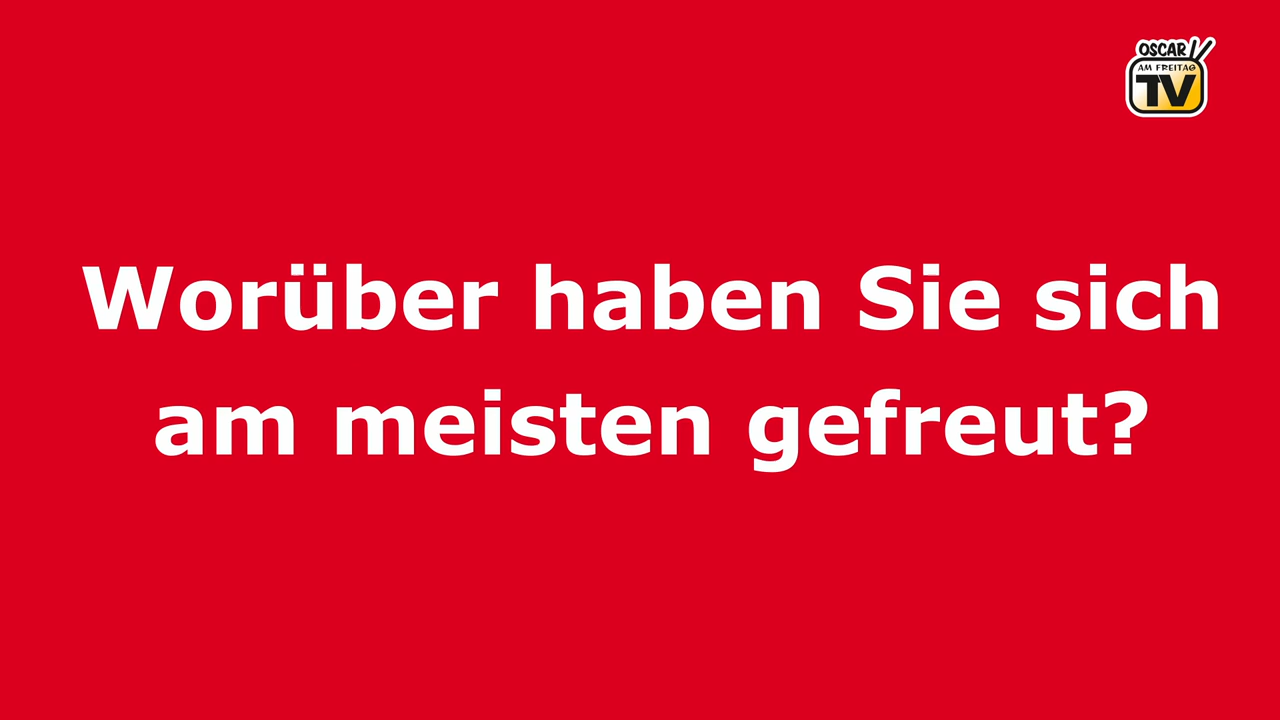 OSCAR
AM FREITAG
TV
Worüber haben Sie sich
am meisten gefreut?